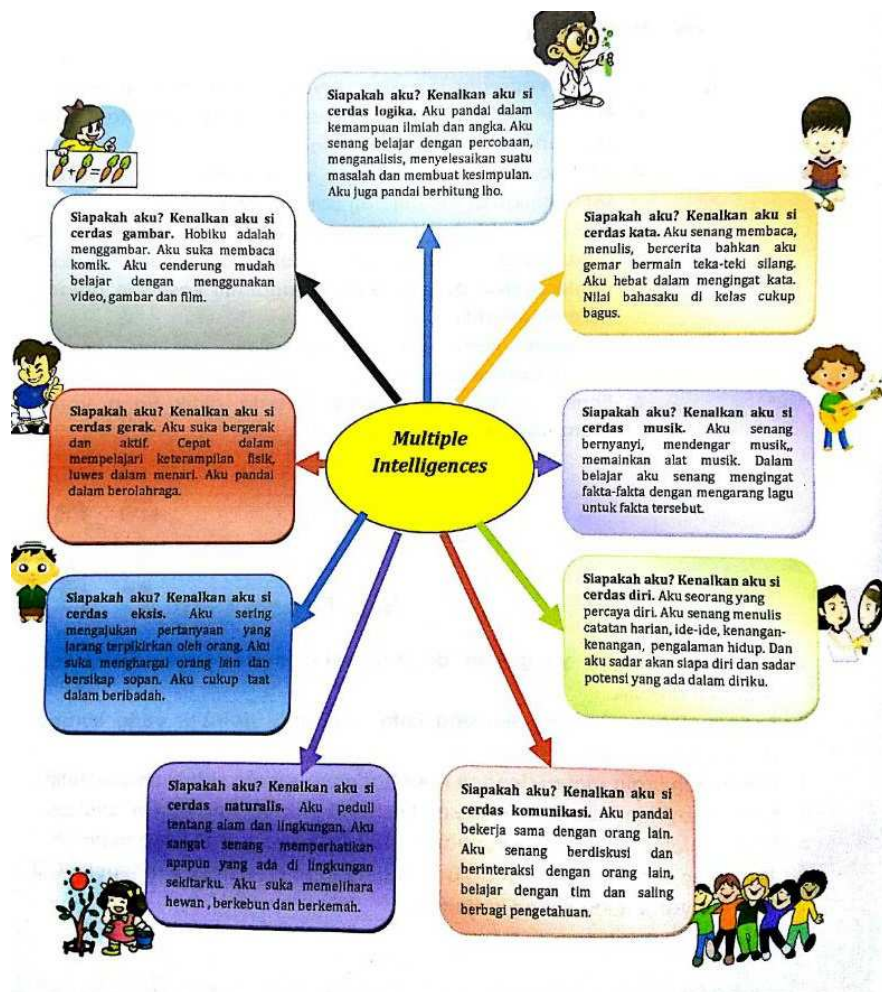 Siapakah aku? Kenalkan aku si
cerdas logika. Aku pandai dalam
kemampuan ilmiah dan angka. Aku
senang belajar dengan percobaan,
menganalisis, menyelesaikan suatu
masalah dan membuat kesimpulan.
Aku juga pandai berhitung lho.
Siapakah aku? Kenalkan aku si
cerdas gambar. Hobiku adalah
menggambar. Aku suka membaca
komik. Aku cenderung mudah
belajar dengan menggunakan
video, gambar dan film.
Siapakah aku? Kenalkan aku si
cerdas kata. Aku senang membaca,
menulis, bercerita bahkan aku
gemar bermain teka-teki silang.
Aku hebat dalam mengingat kata.
Nilai bahasaku di kelas cukup
bagus.
Siapakah aku? Kenalkan aku si
cerdas gerak. Aku suka bergerak
dan aktif. Cepat dalam
mempelajari keterampilan fisik,
luwes dalam menari. Aku pandai
dalam berolahraga.
Multiple
Intelligences
Siapakah aku? Kenalkan aku si
cerdas musik. Aku senang
bernyanyi, mendengar musik,,
memainkan alat musik. Dalam
belajar aku senang mengingat
fakta-fakta dengan mengarang lagu
untuk fakta tersebut.
Siapakah aku? Kenalkan aku si
cerdas eksis. Aku sering
mengajukan pertanyaan yang
jarang terpikirkan oleh orang. Aku
suka menghargai orang lain dan
bersikap sopan. Aku cukup taat
dalam beribadah.
Siapakah aku? Kenalkan aku si
cerdas diri. Aku seorang yang
percaya diri. Aku senang menulis
catatan harian, ide-ide, kenangan-
kenangan, pengalaman hidup. Dan
aku sadar akan siapa diri dan sadar
potensi yang ada dalam diriku.
Siapakah aku? Kenalkan aku si
cerdas naturalis. Aku peduli
tentang alam dan lingkungan. Aku
sangat senang memperhatikan
apapun yang ada di lingkungan
sekitarku. Aku suka memelihara
hewan , berkebun dan berkemah.
Siapakah aku? Kenalkan aku si
cerdas komunikasi. Aku pandai
bekerja sama dengan orang lain.
Aku senang berdiskusi dan
berinteraksi dengan orang lain,
belajar dengan tim dan saling
berbagi pengetahuan.